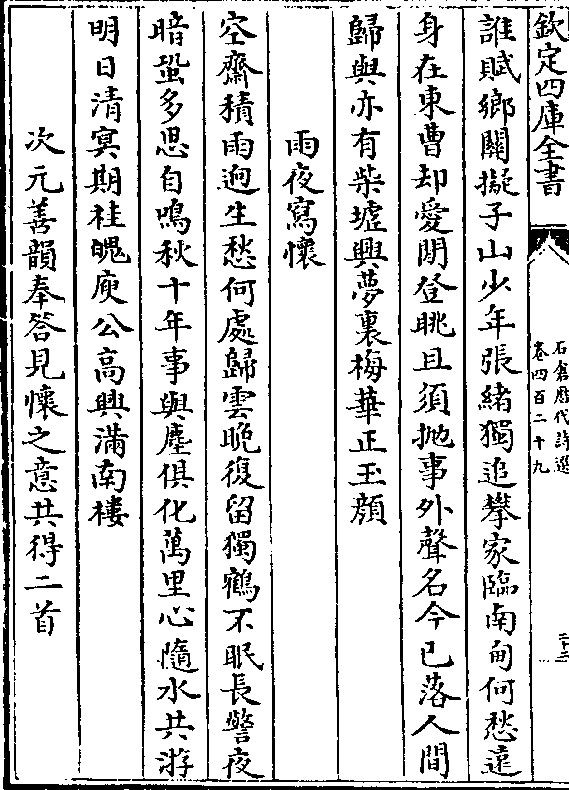 欽定四庫全書
石倉歷代詩選
卷四百二十九
二十二
誰賦鄉關擬子山少年張緒獨追攀家臨南甸何愁遠
身在東曹却愛閒登眺且須抛事外聲名今已落人間
歸與亦有柴墟興夢裏梅華正玉顔
雨夜寫懷
空齋積雨迥生愁何處歸雲晚復留獨鶴不眠長警夜
暗蛩多思自鳴秋十年事與塵俱化萬里心隨水共游
明日清冥期桂魄庾公高興滿南樓
次元善韻奉答見懷之意共得二首